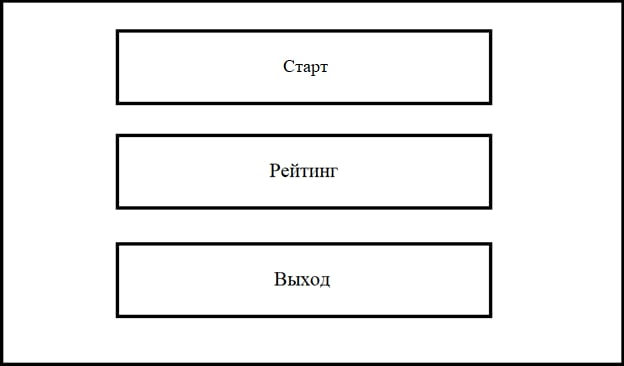 Старт
Рейтинг
Выход